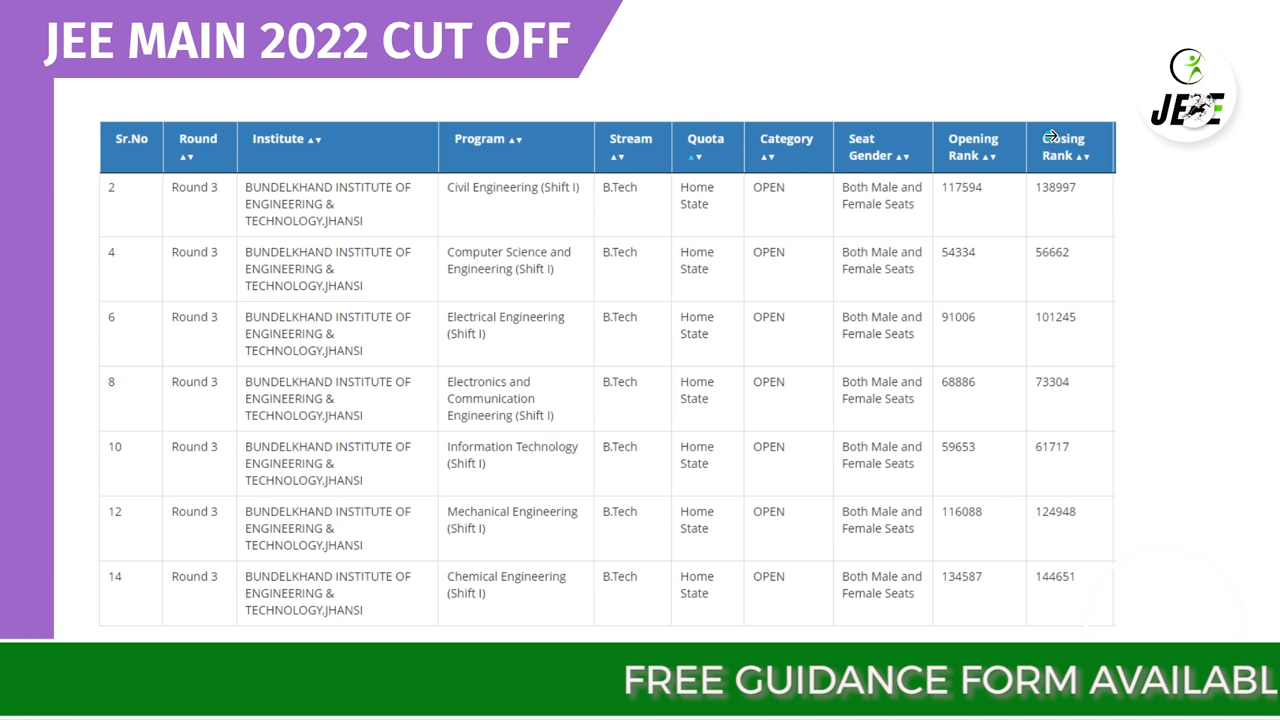 JEE MAIN 2022 CUT OFF
JEE
Sr.No Round Institute Program Stream Quota Category Seat Gender Opening Rank Closing Rank
2 Round 3 BUNDELKHAND INSTITUTE OF ENGINEERING & TECHNOLOGY,JHANSI Civil Engineering (Shift I) B.Tech Home State OPEN Both Male and Female Seats 117594 138997
4 Round 3 BUNDELKHAND INSTITUTE OF ENGINEERING & TECHNOLOGY,JHANSI Computer Science and Engineering (Shift I) B.Tech Home State OPEN Both Male and Female Seats 54334 56662
6 Round 3 BUNDELKHAND INSTITUTE OF ENGINEERING & TECHNOLOGY,JHANSI Electrical Engineering (Shift I) B.Tech Home State OPEN Both Male and Female Seats 91006 101245
8 Round 3 BUNDELKHAND INSTITUTE OF ENGINEERING & TECHNOLOGY,JHANSI Electronics and Communication Engineering (Shift I) B.Tech Home State OPEN Both Male and Female Seats 68886 73304
10 Round 3 BUNDELKHAND INSTITUTE OF ENGINEERING & TECHNOLOGY,JHANSI Information Technology (Shift I) B.Tech Home State OPEN Both Male and Female Seats 59653 61717
12 Round 3 BUNDELKHAND INSTITUTE OF ENGINEERING & TECHNOLOGY,JHANSI Mechanical Engineering (Shift I) B.Tech Home State OPEN Both Male and Female Seats 116088 124948
14 Round 3 BUNDELKHAND INSTITUTE OF ENGINEERING & TECHNOLOGY,JHANSI Chemical Engineering (Shift I) B.Tech Home State OPEN Both Male and Female Seats 134587 144651
FREE GUIDANCE FORM AVAILABL